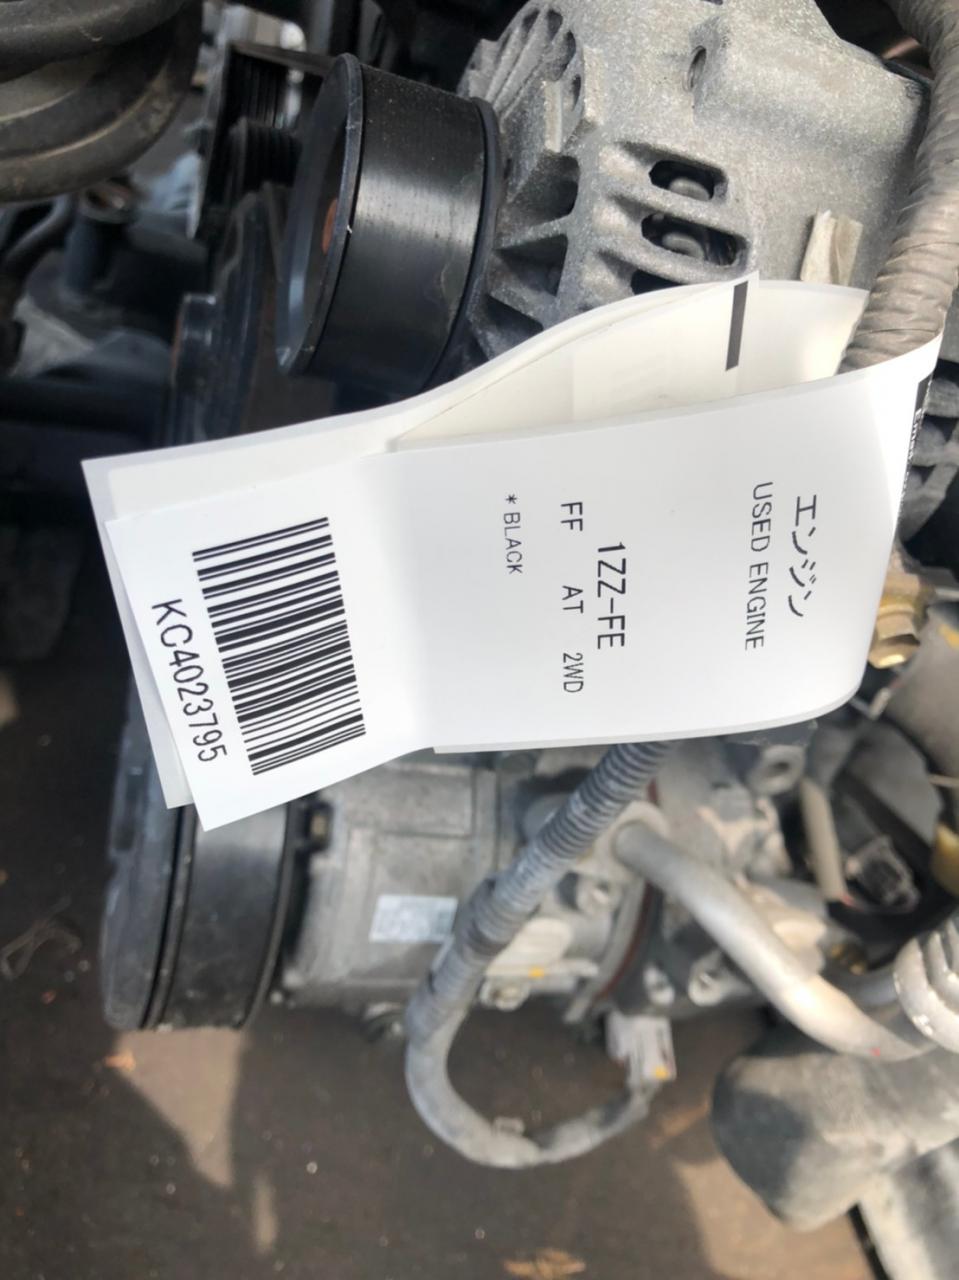 エンジン
USED ENGINE
1ZZ-FE
FF AT 2WD
*BLACK
KC4023795